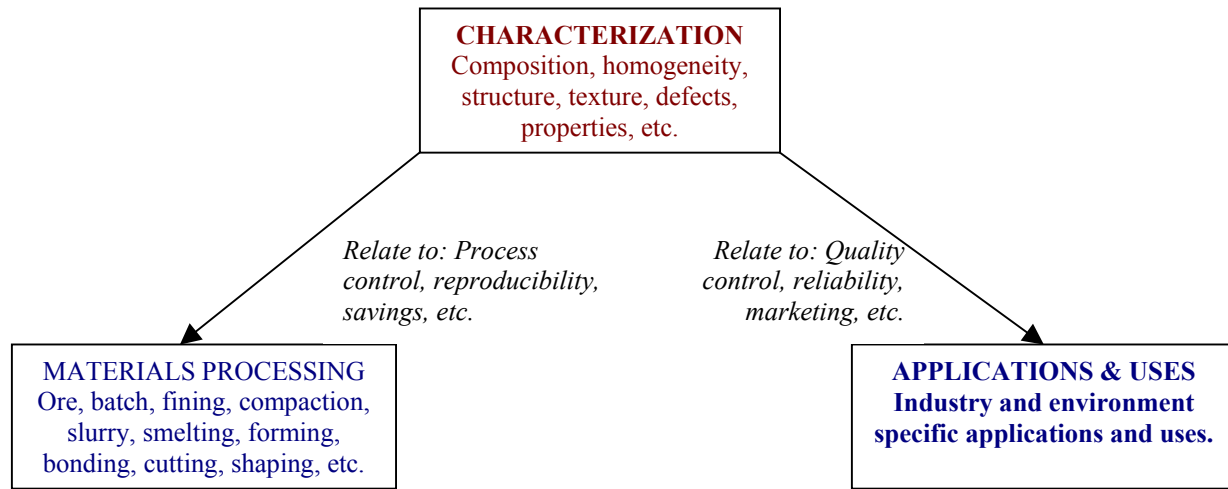 CHARACTERIZATION
Composition, homogeneity,
structure, texture, defects,
properties, etc.
Relate to: Process
control, reproducibility,
savings, etc.
Relate to: Quality
control, reliability,
marketing, etc.
MATERIALS PROCESSING
Ore, batch, fining, compaction,
slurry, smelting, forming,
bonding, cutting, shaping, etc.
APPLICATIONS & USES
Industry and environment
specific applications and uses.